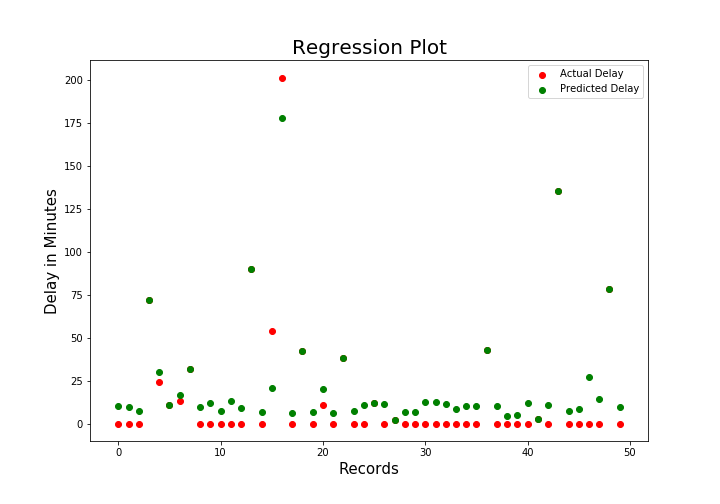 Regression Plot
Actual Delay
Predicted Delay
200
175
150
125
100
75
50
25
0
Delay in Minutes
0 10 20 30 40 50
Records